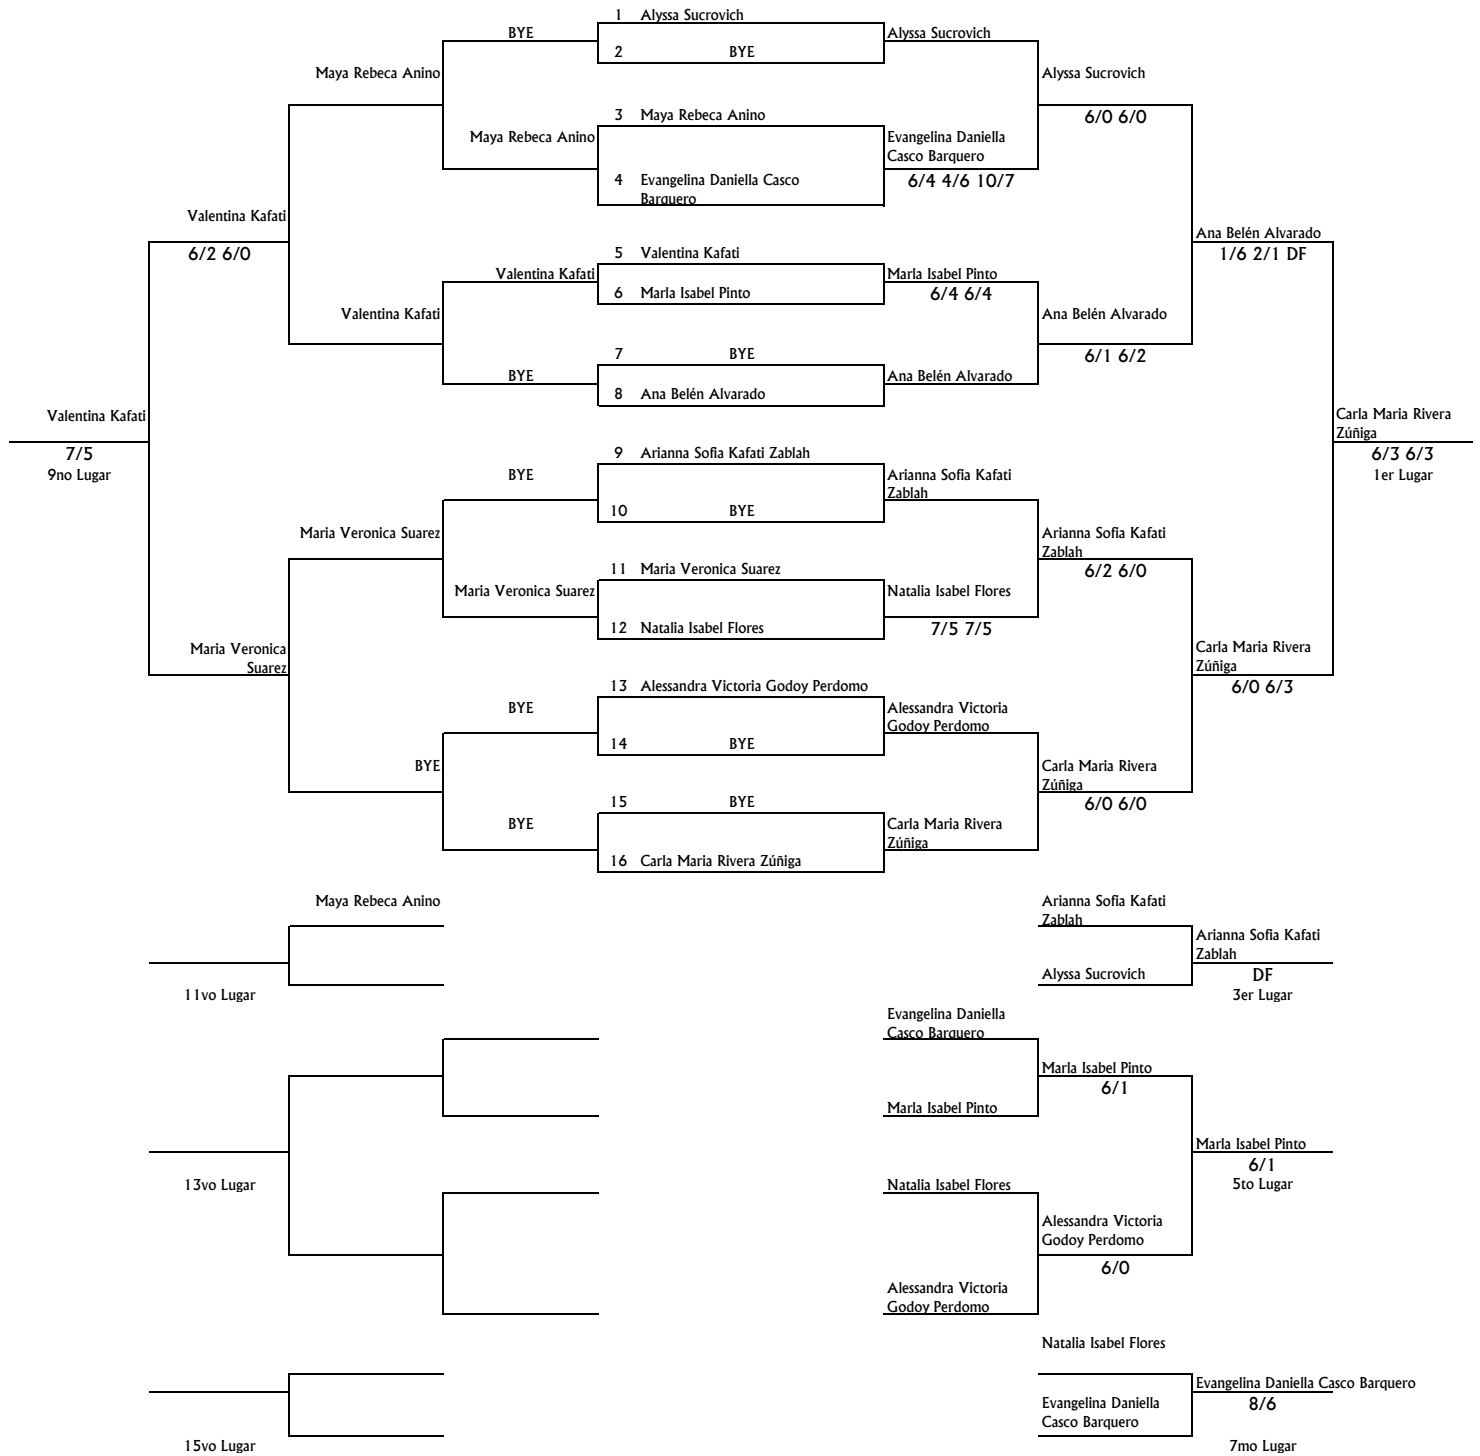 1 Alyssa Sucrovich
BYE
Alyssa Sucrovich
2 BYE
Maya Rebeca Anino
Alyssa Sucrovich
3 Maya Rebeca Anino
6/0 6/0
Maya Rebeca Anino
Evangelina Daniella
Casco Barquero
4 Evangelina Daniella Casco
Barquero
6/4 4/6 10/7
Valentina Kafati
6/2 6/0
Ana Belén Alvarado
1/6 2/1 DF
5 Valentina Kafati
Valentina Kafati
Marla Isabel Pinto
6 Marla Isabel Pinto
6/4 6/4
Valentina Kafati
Ana Belén Alvarado
7 BYE
6/1 6/2
BYE
Ana Belén Alvarado
8 Ana Belén Alvarado
Valentina Kafati
7/5
9no Lugar
Carla Maria Rivera
Zúñiga
6/3 6/3
1er Lugar
9 Arianna Sofia Kafati Zablah
BYE
Arianna Sofia Kafati
Zablah
10 BYE
Maria Veronica Suarez
Arianna Sofia Kafati
Zablah
6/2 6/0
11 Maria Veronica Suarez
Maria Veronica Suarez
Natalia Isabel Flores
12 Natalia Isabel Flores
7/5 7/5
Maria Veronica
Suarez
Carla Maria Rivera
Zúñiga
6/0 6/3
13 Alessandra Victoria Godoy Perdomo
BYE
Alessandra Victoria
Godoy Perdomo
14 BYE
BYE
Carla Maria Rivera
Zúñiga
6/0 6/0
15 BYE
BYE
Carla Maria Rivera
Zúñiga
16 Carla Maria Rivera Zúñiga
Maya Rebeca Anino
11vo Lugar
Arianna Sofia Kafati
Zablah
Arianna Sofia Kafati
Zablah
Alyssa Sucrovich
DF
3er Lugar
Evangelina Daniella
Casco Barquero
Marla Isabel Pinto
6/1
Marla Isabel Pinto
Marla Isabel Pinto
6/1
5to Lugar
13vo Lugar
Natalia Isabel Flores
Alessandra Victoria
Godoy Perdomo
6/0
Alessandra Victoria
Godoy Perdomo
Natalia Isabel Flores
Evangelina Daniella Casco Barquero
8/6
Evangelina Daniella
Casco Barquero
15vo Lugar
7mo Lugar